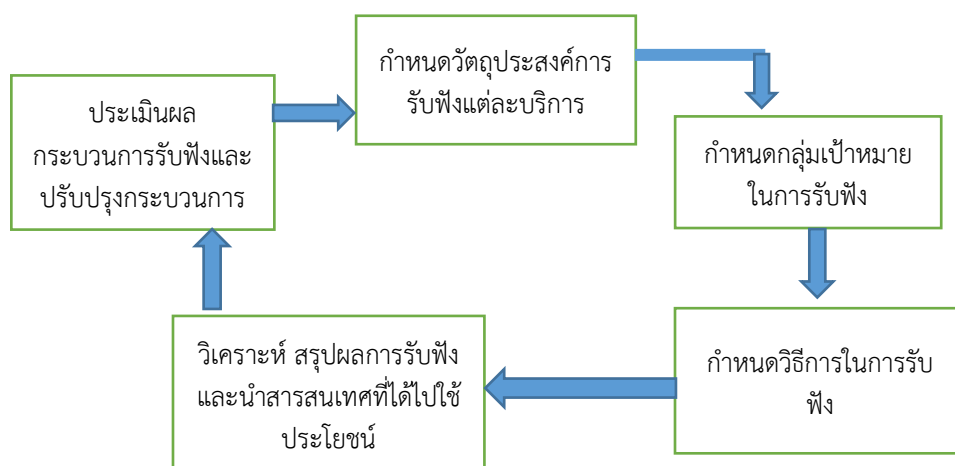 กำหนดวัตถุประสงค์การ
รับฟังแต่ละบริการ
กำหนดกลุ่มเป้าหมาย
ในการรับฟัง
กำหนดวิธีการในการรับ
ฟัง
วิเคราะห์ สรุปผลการรับฟัง
และนำสารสนเทศที่ได้ไปใช้
ประโยชน์
ประเมินผล
กระบวนการรับฟังและ
ปรับปรุงกระบวนการ